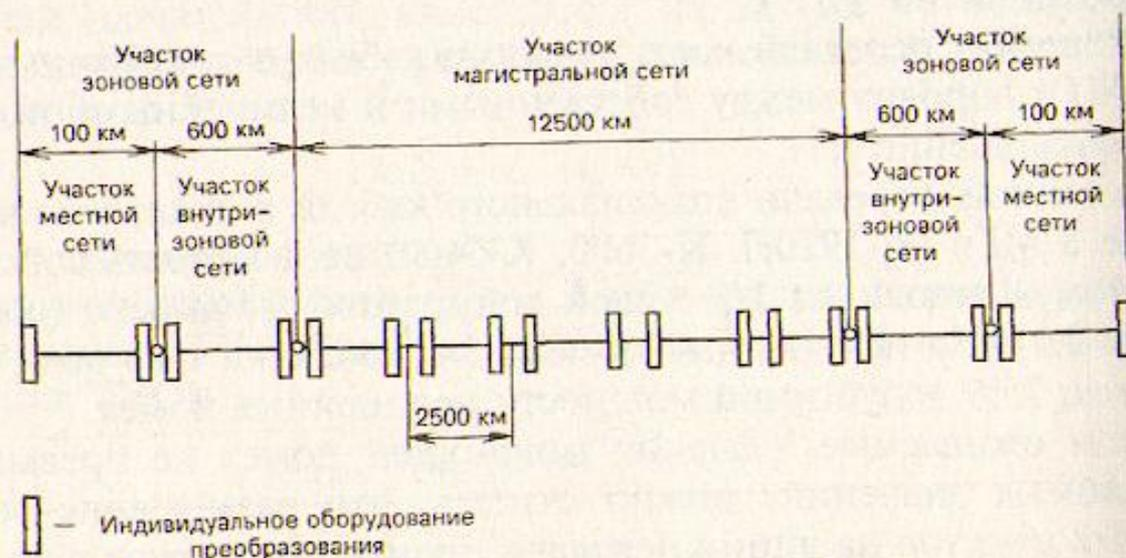 Участок
зоновой сети
Участок
магистральной сети
Участок
зоновой сети
100 км
600 км
12500 км
600 км
100 км
Участок
местной
сети
Участок
внутри-
зоновой
сети
Участок
внутри-
зоновой
сети
Участок
местной
сети
2500 км
— Индивидуальное оборудование
преобразования